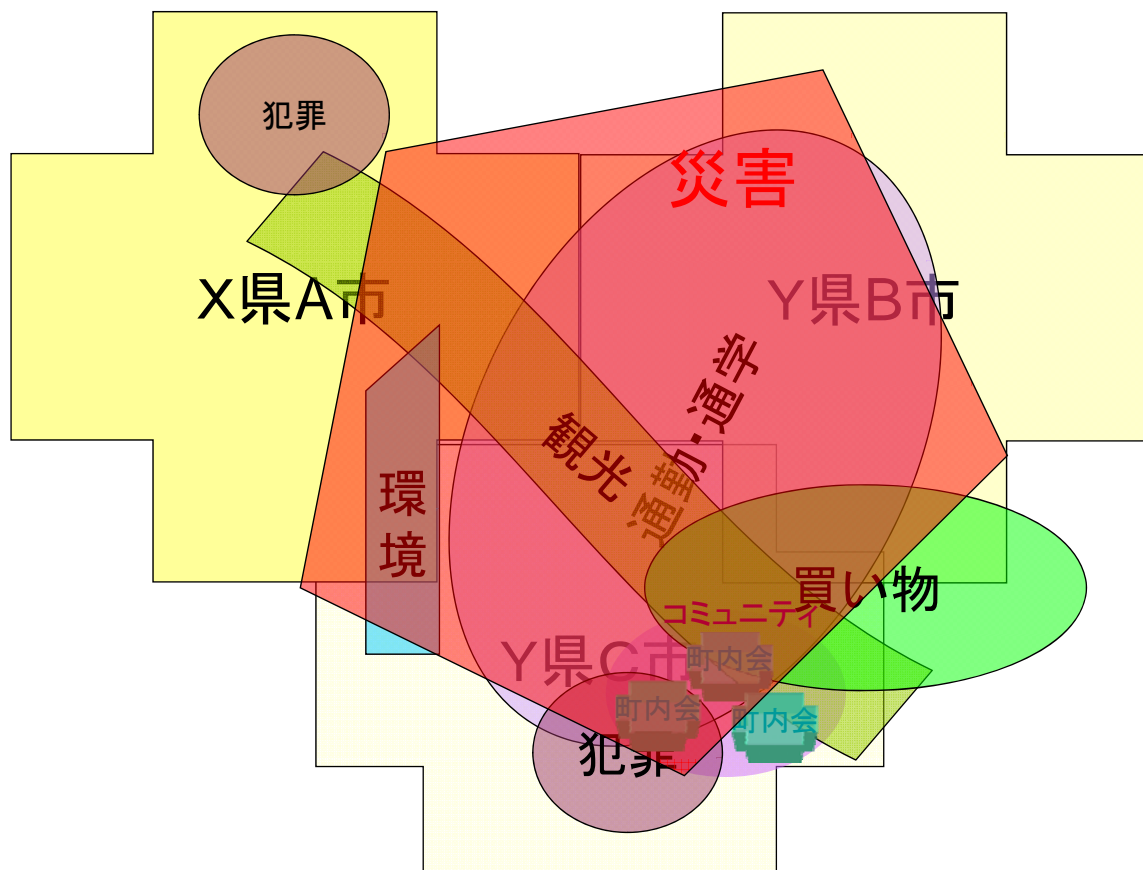 犯罪
災害
X県A市
Y県B市
通勤・通学
観光
環境
買い物
コミュニティ
Y県C市
町内会
町内会
町内会
犯罪